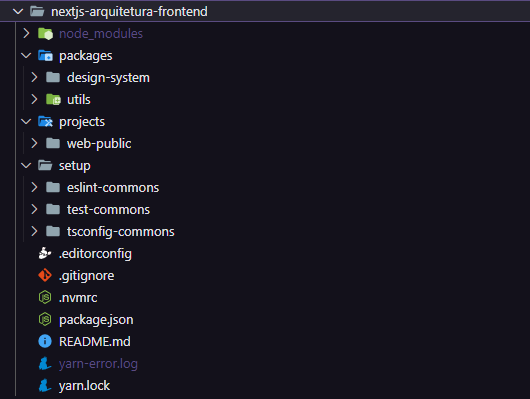 nextjs-arquitetura-frontend
node_modules
packages
design-system
utils
projects
web-public
setup
eslint-commons
test-commons
tsconfig-commons
.editorconfig
.gitignore
.nvmrc
package.json
README.md
yarn-error.log
yarn.lock